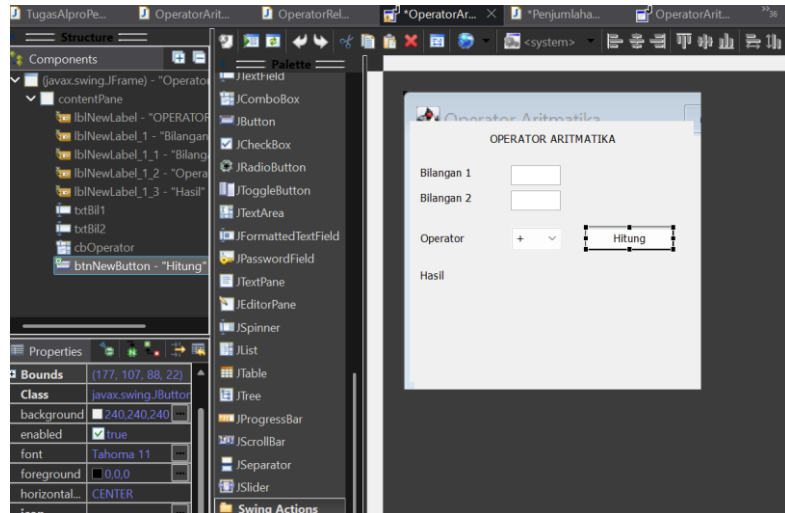 TugasAlproPe...
OperatorArit...
OperatorRel...
*OperatorAr...
*Penjumlaha...
OperatorArit...
»36
Structure
Components
(javax.swing.JFrame) - "Operato
contentPane
lblNewLabel - "OPERATOR
lblNewLabel_1 - "Bilangan
lblNewLabel_1_1 - "Bilang
lblNewLabel_1_2 - "Opera
lblNewLabel_1_3 - "Hasil"
txtBil1
txtBil2
cbOperator
btnNewButton - "Hitung"
Properties
Bounds (177, 107, 88, 22)
Class javax.swing.JButton
background 240,240,240
enabled true
font Tahoma 11
foreground 0,0,0
horizontal... CENTER
icon
<system>
Palette
JTextField
JComboBox
JButton
JCheckBox
JRadioButton
JToggleButton
JTextArea
JFormattedTextField
JPasswordField
JTextPane
JEditorPane
JSpinner
JList
JTable
JTree
JProgressBar
JScrollBar
JSeparator
JSlider
Swing Actions
Operator Aritmatika
OPERATOR ARITMATIKA
Bilangan 1
Bilangan 2
Operator + Hitung
Hasil